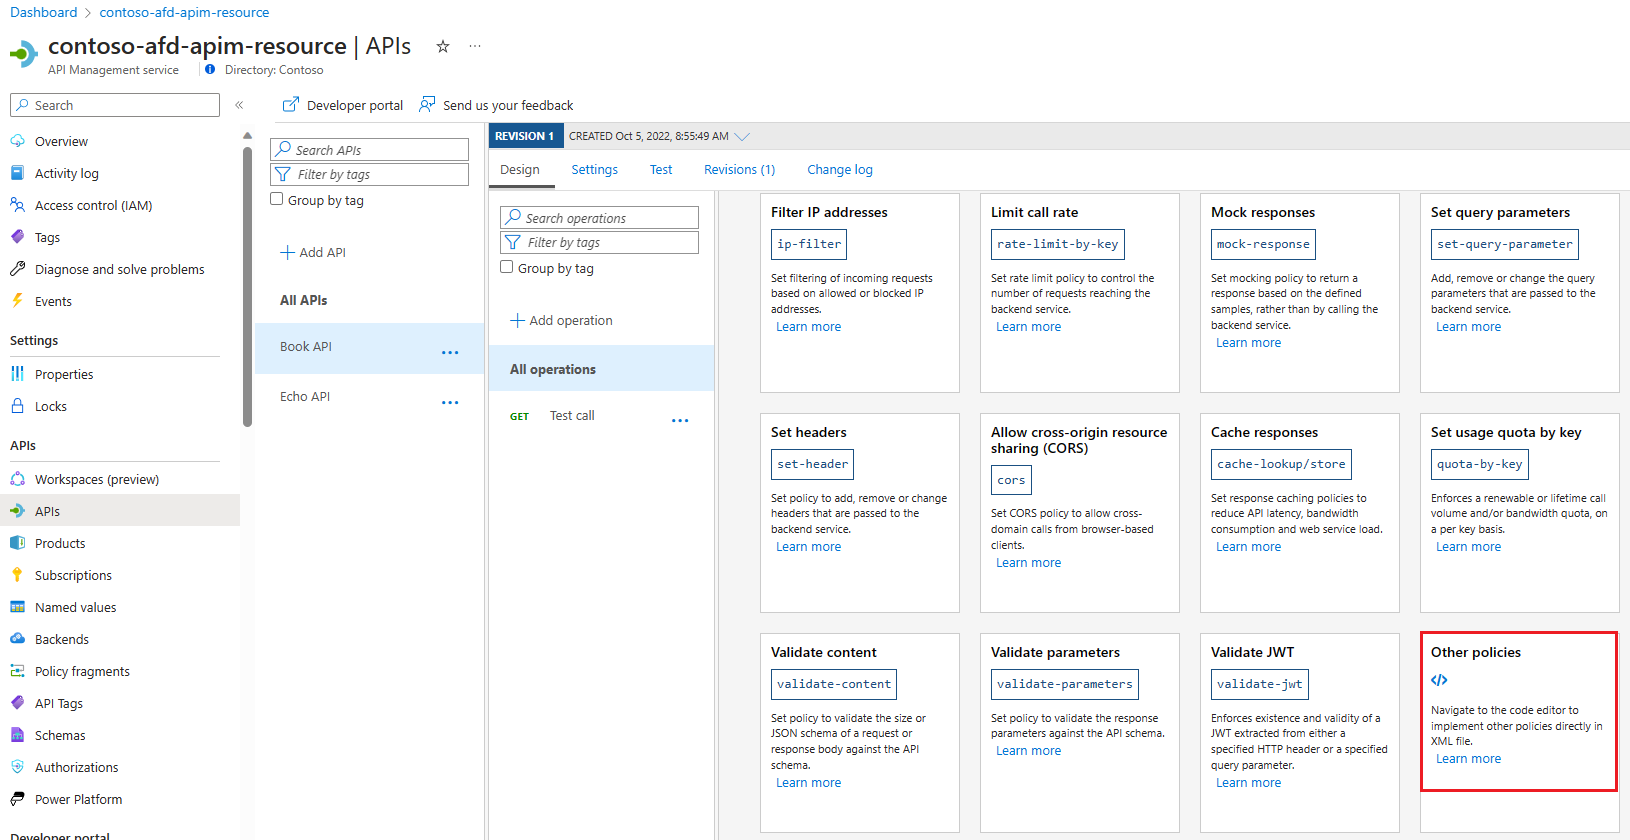 Dashboard > contoso-afd-apim-resource
contoso-afd-apim-resource | APIs
API Management service
Directory: Contoso
Search
Overview
Activity log
Access control (IAM)
Tags
Diagnose and solve problems
Events
Settings
Properties
Locks
APIs
Workspaces (preview)
APIs
Products
Subscriptions
Named values
Backends
Policy fragments
API Tags
Schemas
Authorizations
Power Platform
Developer portal
Developer portal
Send us your feedback
Search APIs
Filter by tags
Group by tag
Add API
All APIs
Book API
Echo API
REVISION 1
CREATED Oct 5, 2022, 8:55:49 AM
Design
Settings
Test
Revisions (1)
Change log
Search operations
Filter by tags
Group by tag
Add operation
All operations
GET Test call
Filter IP addresses
ip-filter
Set filtering of incoming requests
based on allowed or blocked IP
addresses.
Learn more
Limit call rate
rate-limit-by-key
Set rate limit policy to control the
number of requests reaching the
backend service.
Learn more
Mock responses
mock-response
Set mocking policy to return a
response based on the defined
samples, rather than by calling the
backend service.
Learn more
Set query parameters
set-query-parameter
Add, remove or change the query
parameters that are passed to the
backend service.
Learn more
Set headers
set-header
Set policy to add, remove or change
headers that are passed to the
backend service.
Learn more
Allow cross-origin resource
sharing (CORS)
cors
Set CORS policy to allow cross-
domain calls from browser-based
clients.
Learn more
Cache responses
cache-lookup/store
Set response caching policies to
reduce API latency, bandwidth
consumption and web service load.
Learn more
Set usage quota by key
quota-by-key
Enforces a renewable or lifetime call
volume and/or bandwidth quota, on
a per key basis.
Learn more
Validate content
validate-content
Set policy to validate the size or
JSON schema of a request or
response body against the API
schema.
Learn more
Validate parameters
validate-parameters
Set policy to validate the response
parameters against the API schema.
Learn more
Validate JWT
validate-jwt
Enforces existence and validity of a
JWT extracted from either a
specified HTTP header or a specified
query parameter.
Learn more
Other policies
</>
Navigate to the code editor to
implement other policies directly in
XML file.
Learn more